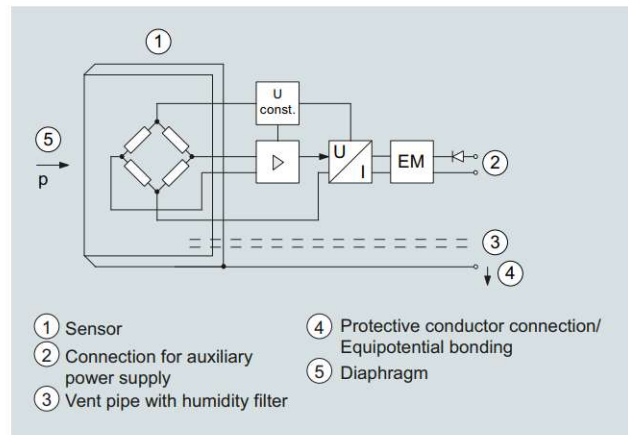 1
5
p
U
const.
U
I
EM
2
3
4
1 Sensor
2 Connection for auxiliary
power supply
3 Vent pipe with humidity filter
4 Protective conductor connection/
Equipotential bonding
5 Diaphragm